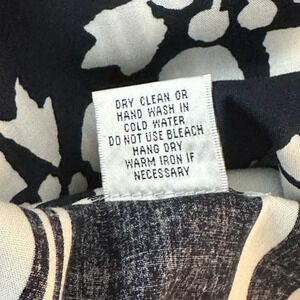 DRY CLEAN OR
HAND WASH IN
COLD WATER
DO NOT USE BLEACH
HANG DRY
WARM IRON IF
NECESSARY